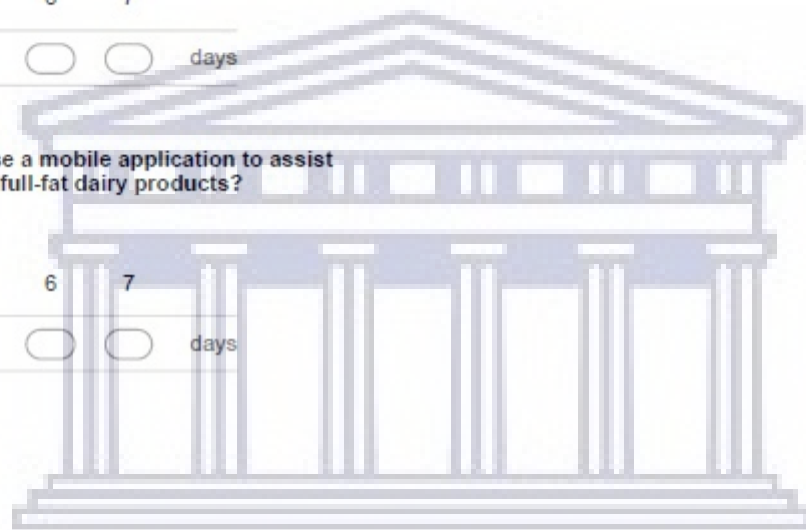 days
e a mobile application to assist
full-fat dairy products?
6 7
days